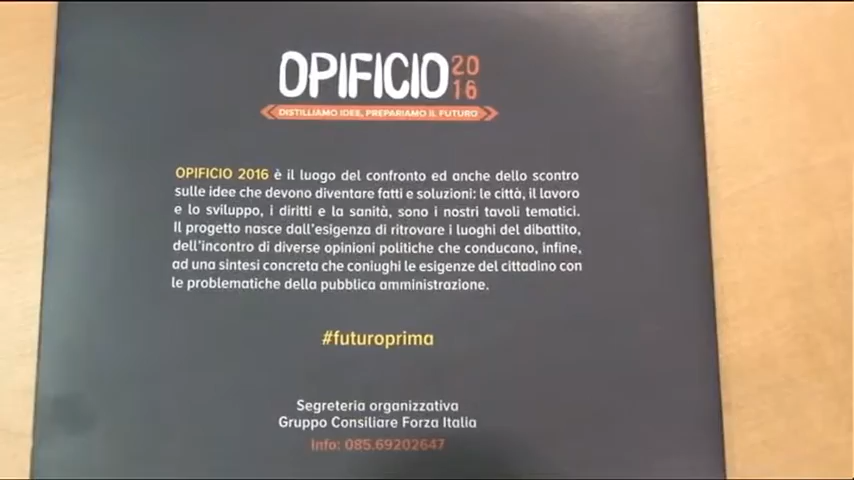 OPIFICIO 2016
DISTILLIAMO IDEE, PREPARIAMO IL FUTURO
OPIFICIO 2016 è il luogo del confronto ed anche dello scontro
sulle idee che devono diventare fatti e soluzioni: le città, il lavoro
e lo sviluppo, i diritti e la sanità, sono i nostri tavoli tematici.
Il progetto nasce dall'esigenza di ritrovare i luoghi del dibattito,
dell'incontro di diverse opinioni politiche che conducano, infine,
ad una sintesi concreta che coniughi le esigenze del cittadino con
le problematiche della pubblica amministrazione.
#futuroprima
Segreteria organizzativa
Gruppo Consiliare Forza Italia
Info: 085.69202647